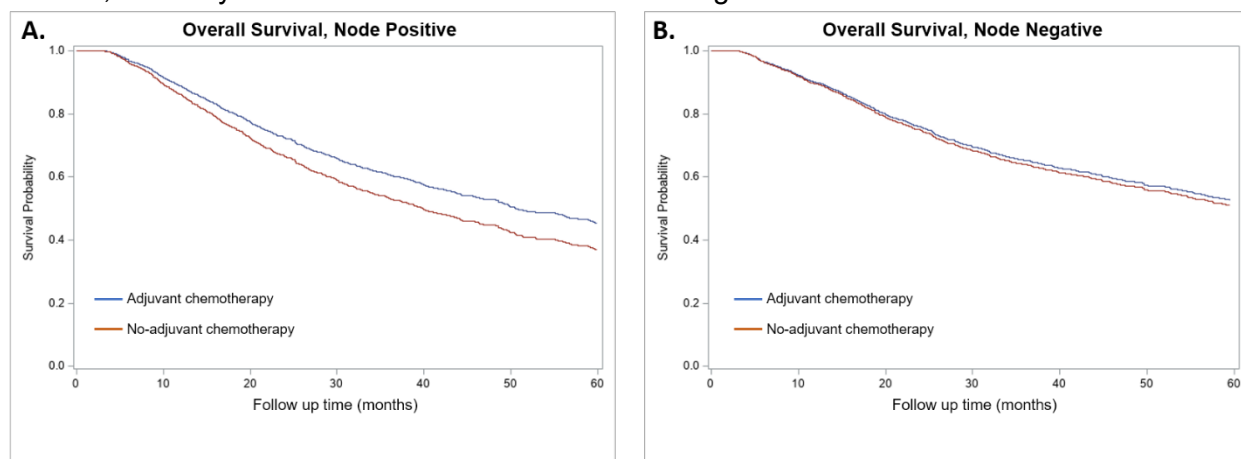 A.
Overall Survival, Node Positive
1.0
0.8
0.6
0.4
0.2
0.0
Survival Probability
Adjuvant chemotherapy
No-adjuvant chemotherapy
0 10 20 30 40 50 60
Follow up time (months)
B.
Overall Survival, Node Negative
1.0
0.8
0.6
0.4
0.2
0.0
Survival Probability
Adjuvant chemotherapy
No-adjuvant chemotherapy
0 10 20 30 40 50 60
Follow up time (months)